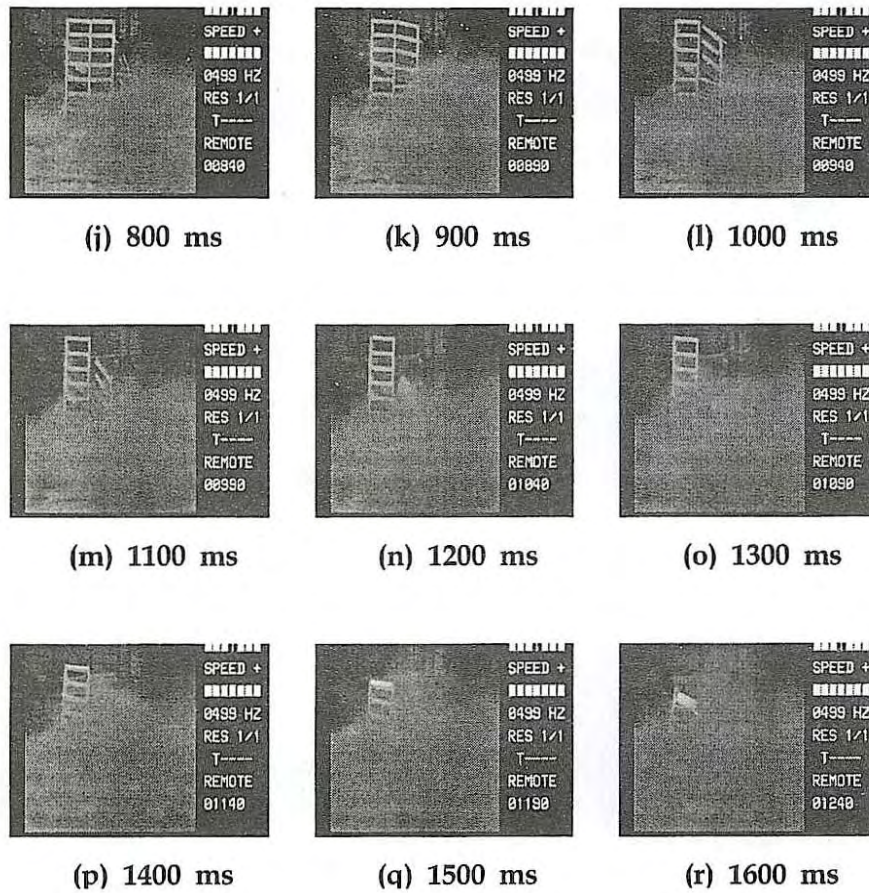 SPEED +
0499 HZ
RES 1/1
T----
REMOTE
00840
(j) 800 ms
SPEED +
0499 HZ
RES 1/1
T----
REMOTE
00890
(k) 900 ms
SPEED +
0499 HZ
RES 1/1
T----
REMOTE
00940
(l) 1000 ms
SPEED +
0499 HZ
RES 1/1
T----
REMOTE
00990
(m) 1100 ms
SPEED +
0499 HZ
RES 1/1
T----
REMOTE
01040
(n) 1200 ms
SPEED +
0499 HZ
RES 1/1
T----
REMOTE
01090
(o) 1300 ms
SPEED +
0499 HZ
RES 1/1
T----
REMOTE
01140
(p) 1400 ms
SPEED +
0499 HZ
RES 1/1
T----
REMOTE
01190
(q) 1500 ms
SPEED +
0499 HZ
RES 1/1
T----
REMOTE
01240
(r) 1600 ms